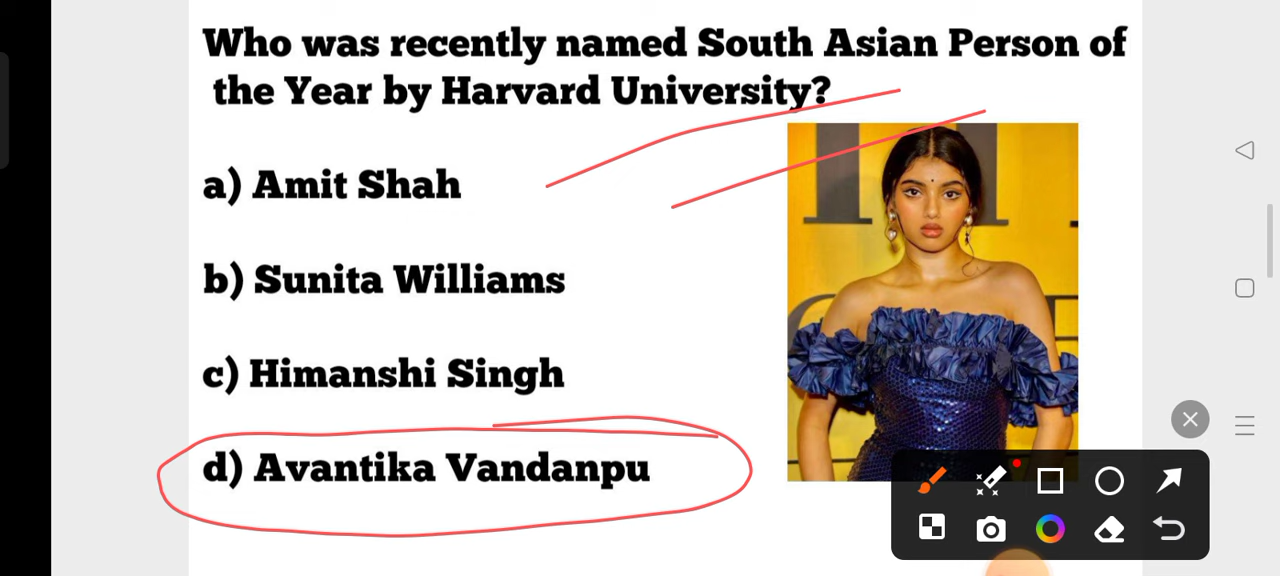 Who was recently named South Asian Person of
the Year by Harvard University?
a) Amit Shah
b) Sunita Williams
c) Himanshi Singh
d) Avantika Vandanpu